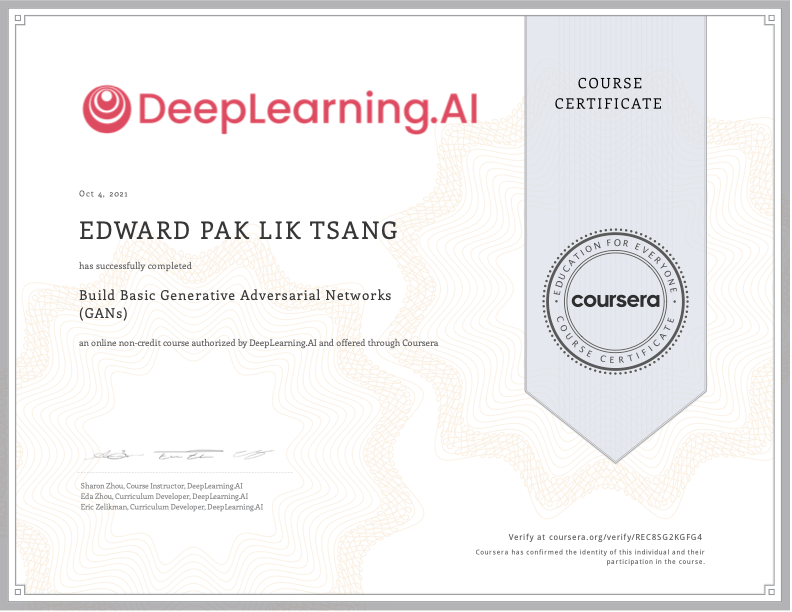 DeepLearning.AI
COURSE
CERTIFICATE
Oct 4, 2021
EDWARD PAK LIK TSANG
has successfully completed
Build Basic Generative Adversarial Networks
(GANs)
an online non-credit course authorized by DeepLearning.AI and offered through Coursera
EDUCATION FOR EVERYONE
coursera
COURSE CERTIFICATE
Sharon Zhou, Course Instructor, DeepLearning.AI
Eda Zhou, Curriculum Developer, DeepLearning.AI
Eric Zelikman, Curriculum Developer, DeepLearning.AI
Verify at coursera.org/verify/REC8SG2KGFG4
Coursera has confirmed the identity of this individual and their
participation in the course.